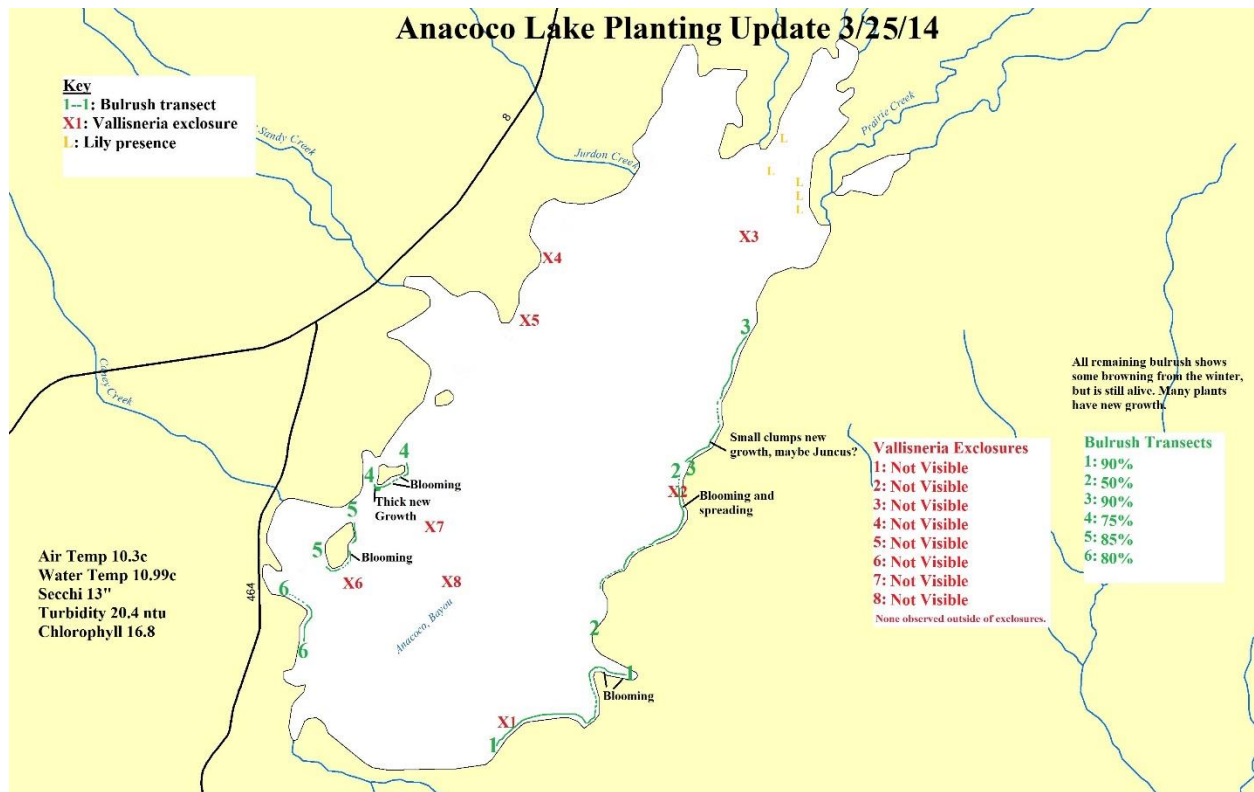 Anacoco Lake Planting Update 3/25/14
Key
1--1: Bulrush transect
X1: Vallisneria exclosure
L: Lily presence
Sandy Creek
8
Jurdon Creek
Prairie Creek
L
L
L
L
L
X3
X4
X5
3
Caney Creek
All remaining bulrush shows
some browning from the winter,
but is still alive. Many plants
have new growth.
Small clumps new
growth, maybe Juncus?
Vallisneria Exclosures
1: Not Visible
2: Not Visible
3: Not Visible
4: Not Visible
5: Not Visible
6: Not Visible
7: Not Visible
8: Not Visible
None observed outside of exclosures.
Bulrush Transects
1: 90%
2: 50%
3: 90%
4: 75%
5: 85%
6: 80%
4
4
Blooming
Thick new
Growth
2
3
X2
Blooming and
spreading
5
X7
5
Blooming
Air Temp 10.3c
Water Temp 10.99c
Secchi 13"
Turbidity 20.4 ntu
Chlorophyll 16.8
464
6
X6
X8
6
Anacoco, Bayou
2
1
Blooming
X1
1